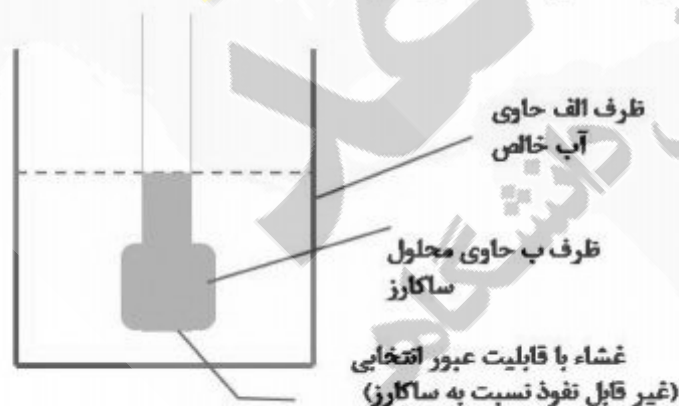 ظرف الف حاوی
آب خالص
ظرف ب حاوی محلول
ساکارز
غشاء با قابلیت عبور انتخابی
(غیر قابل نفوذ نسبت به ساکارز)